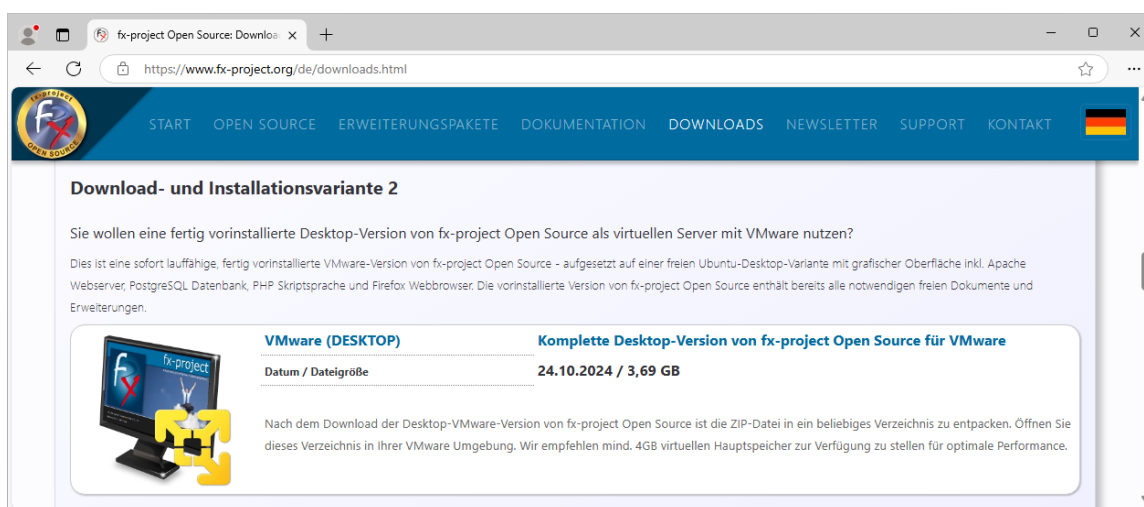 fx-project Open Source: Downloa
https://www.fx-project.org/de/downloads.html
fx-project
OPEN SOURCE
START OPEN SOURCE ERWEITERUNGSPAKETE DOKUMENTATION DOWNLOADS NEWSLETTER SUPPORT KONTAKT
Download- und Installationsvariante 2
Sie wollen eine fertig vorinstallierte Desktop-Version von fx-project Open Source als virtuellen Server mit VMware nutzen?
Dies ist eine sofort lauffähige, fertig vorinstallierte VMware-Version von fx-project Open Source - aufgesetzt auf einer freien Ubuntu-Desktop-Variante mit grafischer Oberfläche inkl. Apache
Webserver, PostgreSQL Datenbank, PHP Skriptsprache und Firefox Webbrowser. Die vorinstallierte Version von fx-project Open Source enthält bereits alle notwendigen freien Dokumente und
Erweiterungen.
fx-project
VMware (DESKTOP) Komplette Desktop-Version von fx-project Open Source für VMware
Datum / Dateigröße 24.10.2024 / 3,69 GB
Nach dem Download der Desktop-VMware-Version von fx-project Open Source ist die ZIP-Datei in ein beliebiges Verzeichnis zu entpacken. Öffnen Sie
dieses Verzeichnis in Ihrer VMware Umgebung. Wir empfehlen mind. 4GB virtuellen Hauptspeicher zur Verfügung zu stellen für optimale Performance.